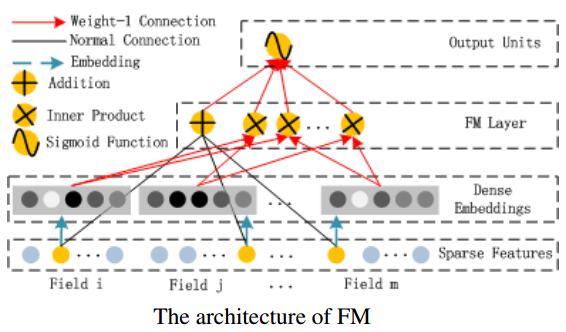 Weight-1 Connection
Normal Connection
Embedding
Addition
Inner Product
Sigmoid Function
Output Units
...
FM Layer
...
Dense
Embeddings
... ... ... ... Sparse Features
Field i Field j ... Field m
The architecture of FM